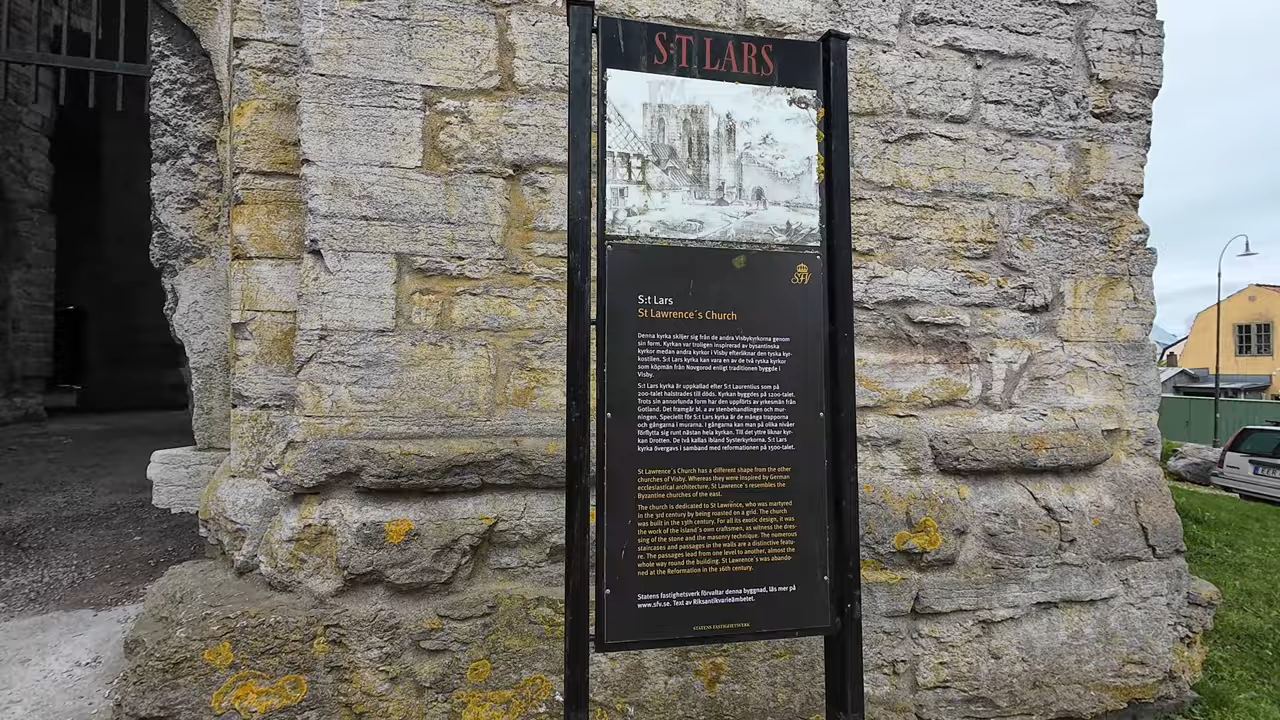 S:T LARS
SFV
S:t Lars
St Lawrence´s Church
Denna kyrka skiljer sig från de andra Visbykyrkorna genom
sin form. Kyrkan var troligen inspirerad av bysantinska
kyrkor medan andra kyrkor i Visby efterliknar den tyska kyr-
kostilen. S:t Lars kyrka kan vara en av de två ryska kyrkor
som köpmän från Novgorod enligt traditionen byggde i
Visby.
S:t Lars kyrka är uppkallad efter S:t Laurentius som på
200-talet halstrades till döds. Kyrkan byggdes på 1200-talet.
Trots sin annorlunda form har den uppförts av yrkesmän från
Gotland. Det framgår bl. a av stenbehandlingen och mur-
ningen. Speciellt för S:t Lars kyrka är de många trapporna
och gångarna i murarna. I gångarna kan man på olika nivåer
förflytta sig runt nästan hela kyrkan. Till det yttre liknar kyr-
kan Drotten. De två kallas ibland Systerkyrkorna. S:t Lars
kyrka övergavs i samband med reformationen på 1500-talet.
St Lawrence´s Church has a different shape from the other
churches of Visby. Whereas they were inspired by German
ecclesiastical architecture, St Lawrence´s resembles the
Byzantine churches of the east.
The church is dedicated to St Lawrence, who was martyred
in the 3rd century by being roasted on a grid. The church
was built in the 13th century. For all its exotic design, it was
the work of the island´s own craftsmen, as witness the dres-
sing of the stone and the masonry technique. The numerous
staircases and passages in the walls are a distinctive featu-
re. The passages lead from one level to another, almost the
whole way round the building. St Lawrence´s was abando-
ned at the Reformation in the 16th century.
Statens fastighetsverk förvaltar denna byggnad, läs mer på
www.sfv.se. Text av Riksantikvarieämbetet.
STATENS FASTIGHETSVERK